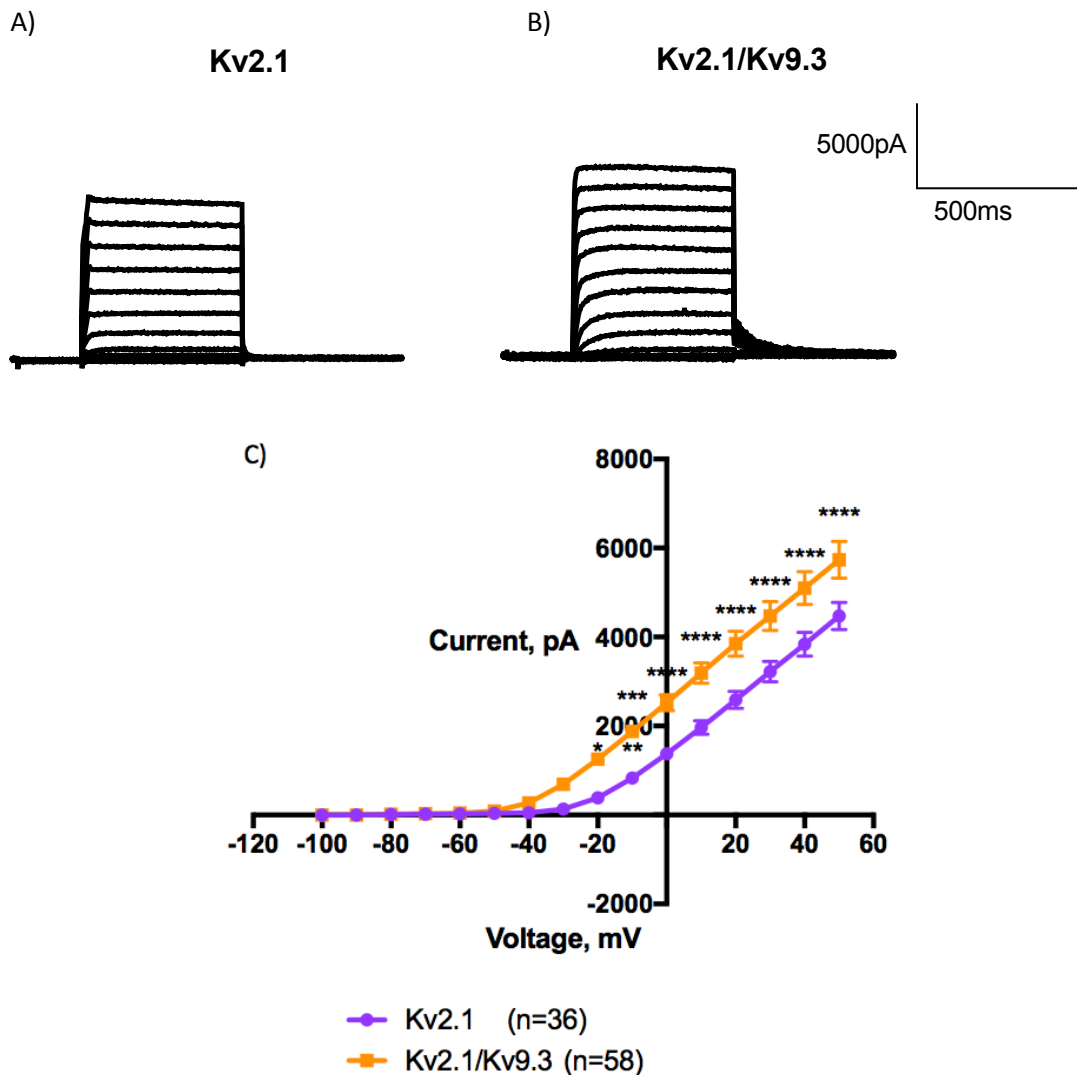 A)
B)
Kv2.1
Kv2.1/Kv9.3
5000pA
500ms
C)
8000
****
6000
****
****
****
Current, pA
4000
****
****
***
2000
* **
-120 -100 -80 -60 -40 -20 20 40 60
-2000
Voltage, mV
Kv2.1 (n=36)
Kv2.1/Kv9.3 (n=58)